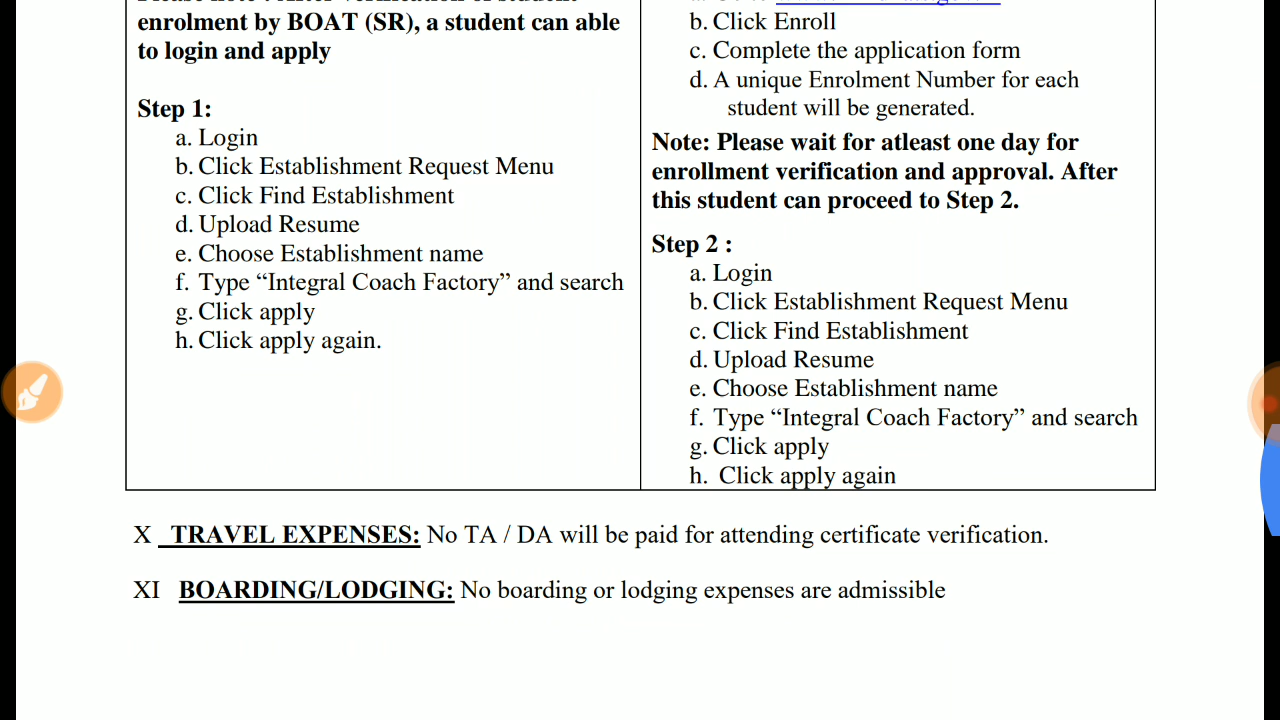 enrolment by BOAT (SR), a student can able
to login and apply
Step 1:
a. Login
b. Click Establishment Request Menu
c. Click Find Establishment
d. Upload Resume
e. Choose Establishment name
f. Type “Integral Coach Factory” and search
g. Click apply
h. Click apply again.
b. Click Enroll
c. Complete the application form
d. A unique Enrolment Number for each
student will be generated.
Note: Please wait for atleast one day for
enrollment verification and approval. After
this student can proceed to Step 2.
Step 2 :
a. Login
b. Click Establishment Request Menu
c. Click Find Establishment
d. Upload Resume
e. Choose Establishment name
f. Type “Integral Coach Factory” and search
g. Click apply
h. Click apply again
X TRAVEL EXPENSES: No TA / DA will be paid for attending certificate verification.
XI BOARDING/LODGING: No boarding or lodging expenses are admissible